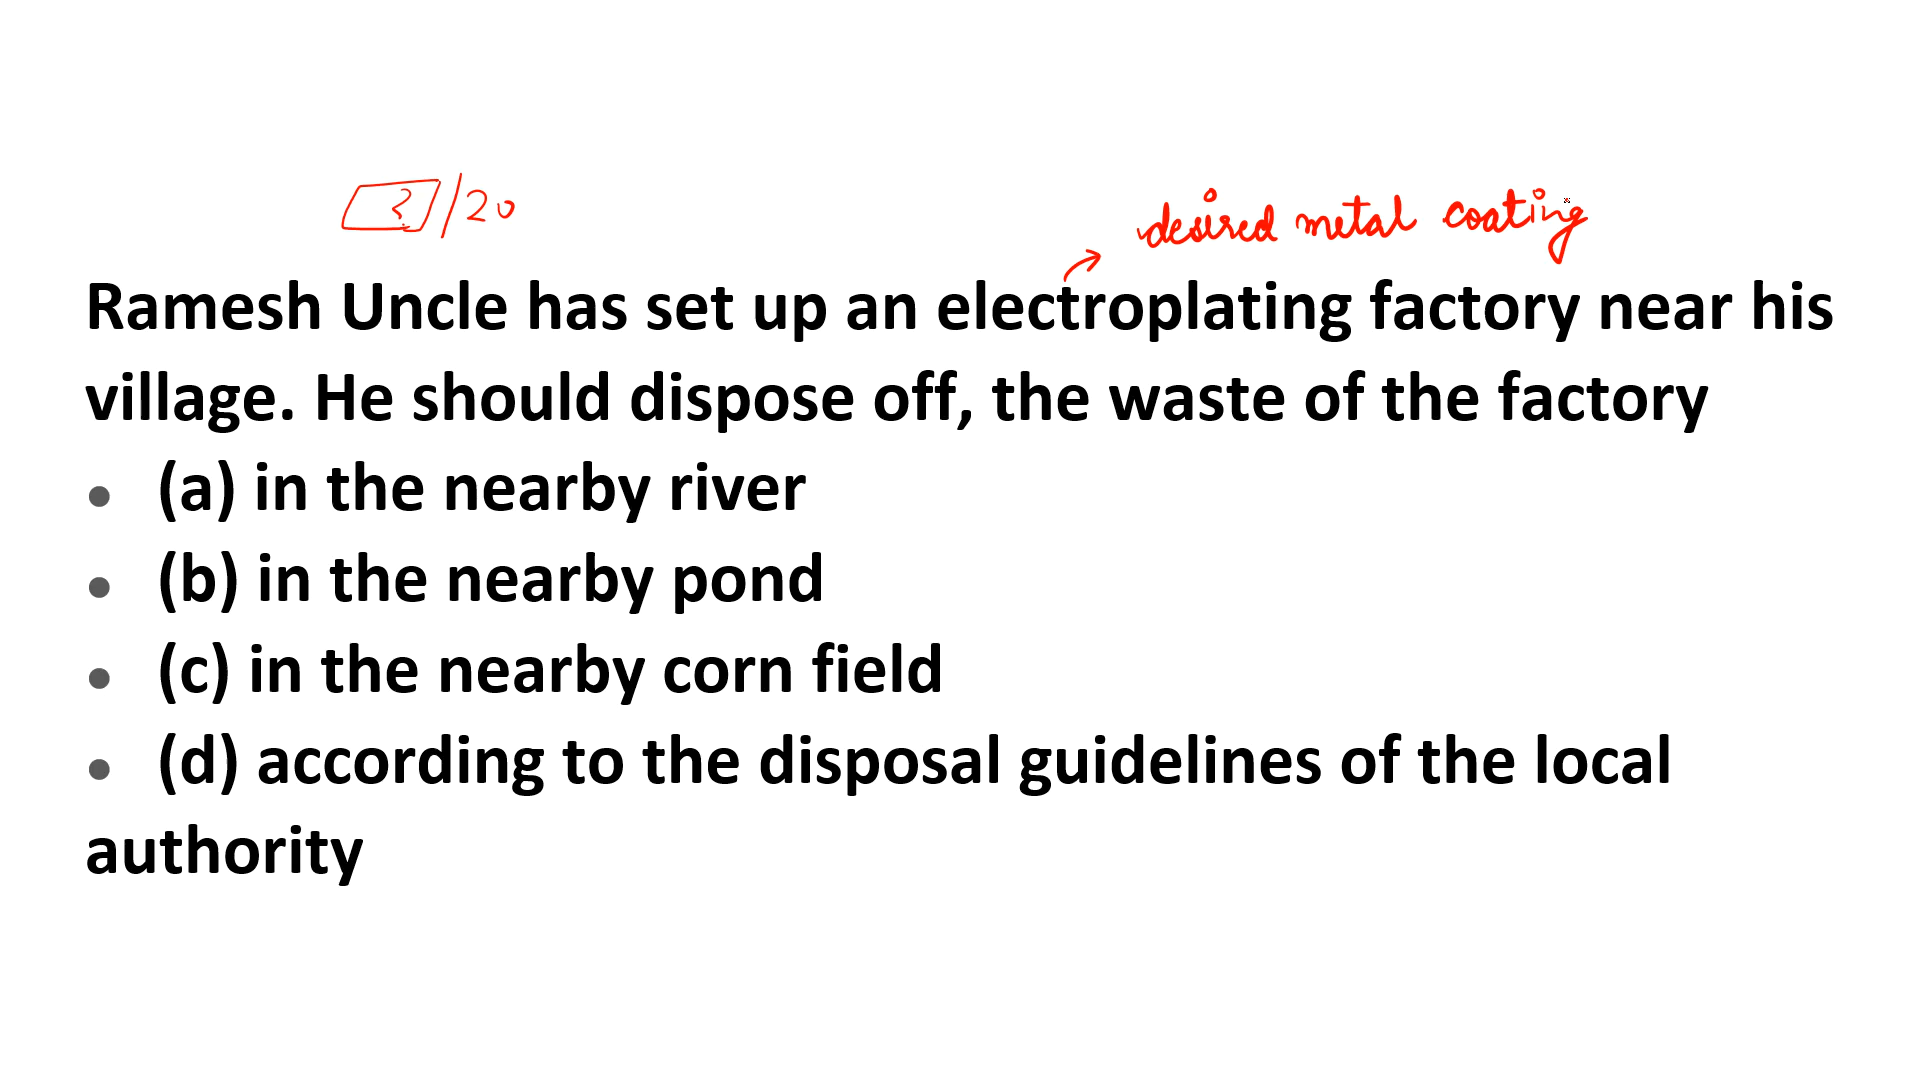 ?/20
desired metal coating
Ramesh Uncle has set up an electroplating factory near his
village. He should dispose off, the waste of the factory
• (a) in the nearby river
• (b) in the nearby pond
• (c) in the nearby corn field
• (d) according to the disposal guidelines of the local
authority